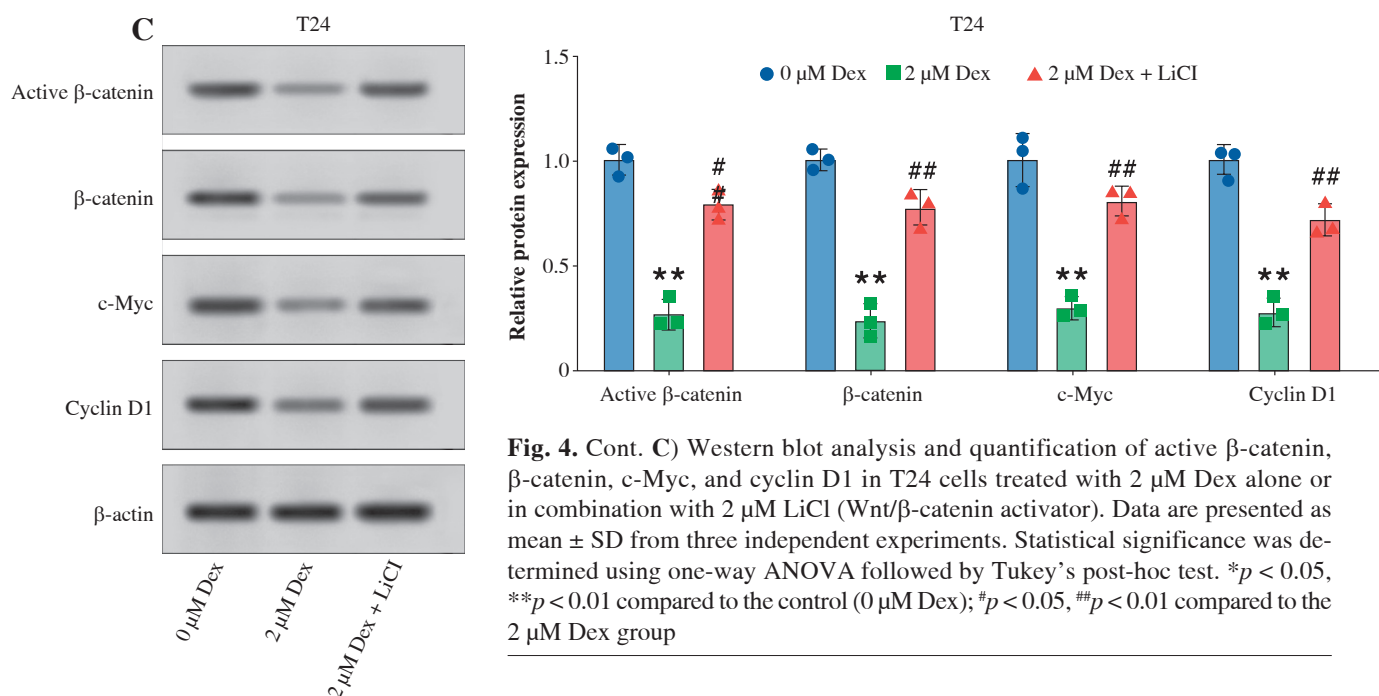 C
T24
Active β-catenin
β-catenin
c-Myc
Cyclin D1
β-actin
0 µM Dex
2 µM Dex
2 µM Dex + LiCI
T24
Relative protein expression
1.5
1.0
0.5
0
0 µM Dex
2 µM Dex
2 µM Dex + LiCI
**
#
#
**
##
**
##
**
##
Active β-catenin
β-catenin
c-Myc
Cyclin D1
Fig. 4. Cont. C) Western blot analysis and quantification of active β-catenin,
β-catenin, c-Myc, and cyclin D1 in T24 cells treated with 2 µM Dex alone or
in combination with 2 µM LiCl (Wnt/β-catenin activator). Data are presented as
mean ± SD from three independent experiments. Statistical significance was de-
termined using one-way ANOVA followed by Tukey's post-hoc test. *p < 0.05,
**p < 0.01 compared to the control (0 µM Dex); #p < 0.05, ##p < 0.01 compared to the
2 µM Dex group